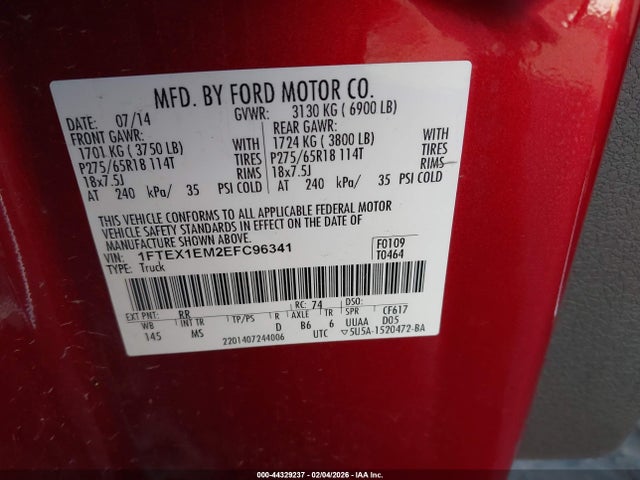 MFD. BY FORD MOTOR CO.
DATE: 07/14 GVWR: 3130 KG ( 6900 LB)
FRONT GAWR: REAR GAWR:
1701 KG ( 3750 LB) WITH 1724 KG ( 3800 LB) WITH
P275/65R18 114T TIRES P275/65R18 114T TIRES
18x7.5J RIMS 18x7.5J RIMS
AT 240 kPa/ 35 PSI COLD AT 240 kPa/ 35 PSI COLD
THIS VEHICLE CONFORMS TO ALL APPLICABLE FEDERAL MOTOR
VEHICLE SAFETY STANDARDS IN EFFECT ON THE DATE OF
MANUFACTURE SHOWN ABOVE.
VIN: 1FTEX1EM2EFC96341 F0109
TYPE: Truck T0464
EXT PNT: RR RC: 74 DSO:
WB INT TR TP/PS R AXLE TR SPR CF617
145 MS D B6 6 UUAA D05
2201407244006 UTC 5U5A-1520472-BA
000-44329237 - 02/04/2026 - IAA Inc.